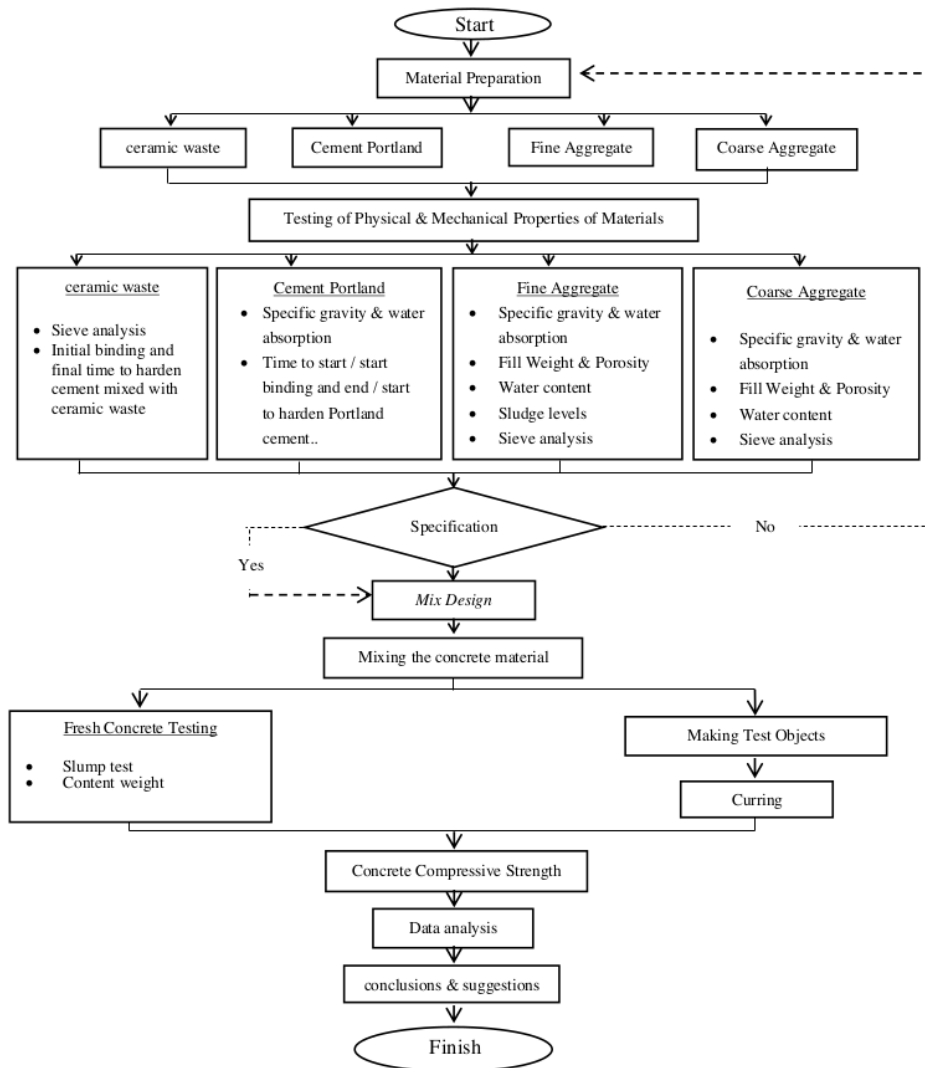 Start
Material Preparation
ceramic waste
Cement Portland
Fine Aggregate
Coarse Aggregate
Testing of Physical & Mechanical Properties of Materials
ceramic waste
• Sieve analysis
• Initial binding and
final time to harden
cement mixed with
ceramic waste
Cement Portland
• Specific gravity & water
absorption
• Time to start / start
binding and end / start
to harden Portland
cement..
Fine Aggregate
• Specific gravity & water
absorption
• Fill Weight & Porosity
• Water content
• Sludge levels
• Sieve analysis
Coarse Aggregate
• Specific gravity & water
absorption
• Fill Weight & Porosity
• Water content
• Sieve analysis
Specification
No
Yes
Mix Design
Mixing the concrete material
Fresh Concrete Testing
• Slump test
• Content weight
Making Test Objects
Curring
Concrete Compressive Strength
Data analysis
conclusions & suggestions
Finish